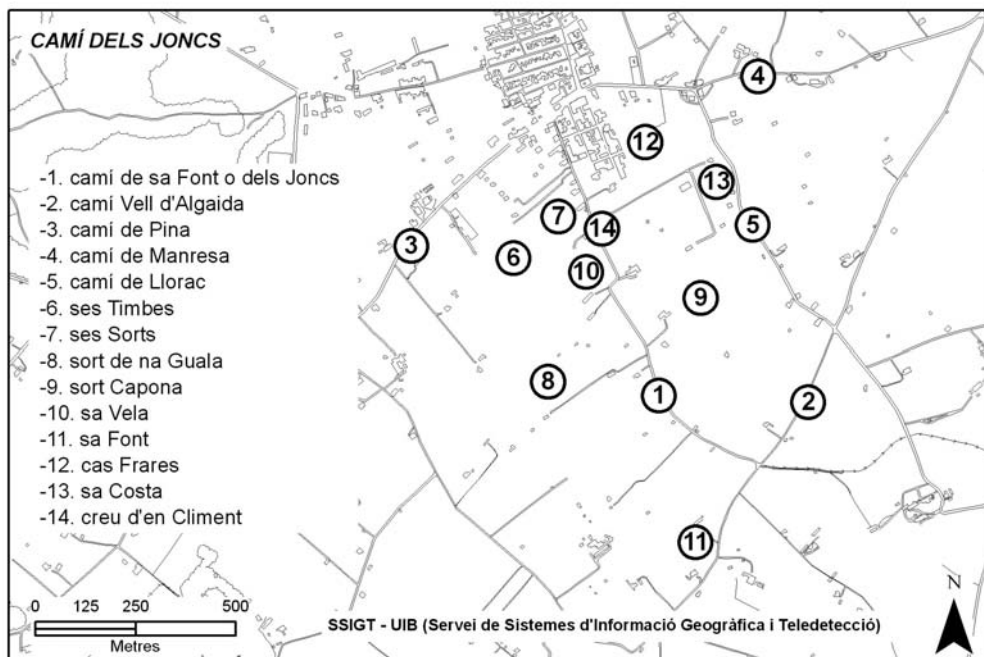 CAMÍ DELS JONCS
-1. camí de sa Font o dels Joncs
-2. camí Vell d'Algaida
-3. camí de Pina
-4. camí de Manresa
-5. camí de Llorac
-6. ses Timbes
-7. ses Sorts
-8. sort de na Guala
-9. sort Capona
-10. sa Vela
-11. sa Font
-12. cas Frares
-13. sa Costa
-14. creu d'en Climent
4
12
13
7
14
5
3
6
10
9
8
1
2
11
N
0 125 250 500
Metres
SSIGT - UIB (Servei de Sistemes d'Informació Geogràfica i Teledetecció)